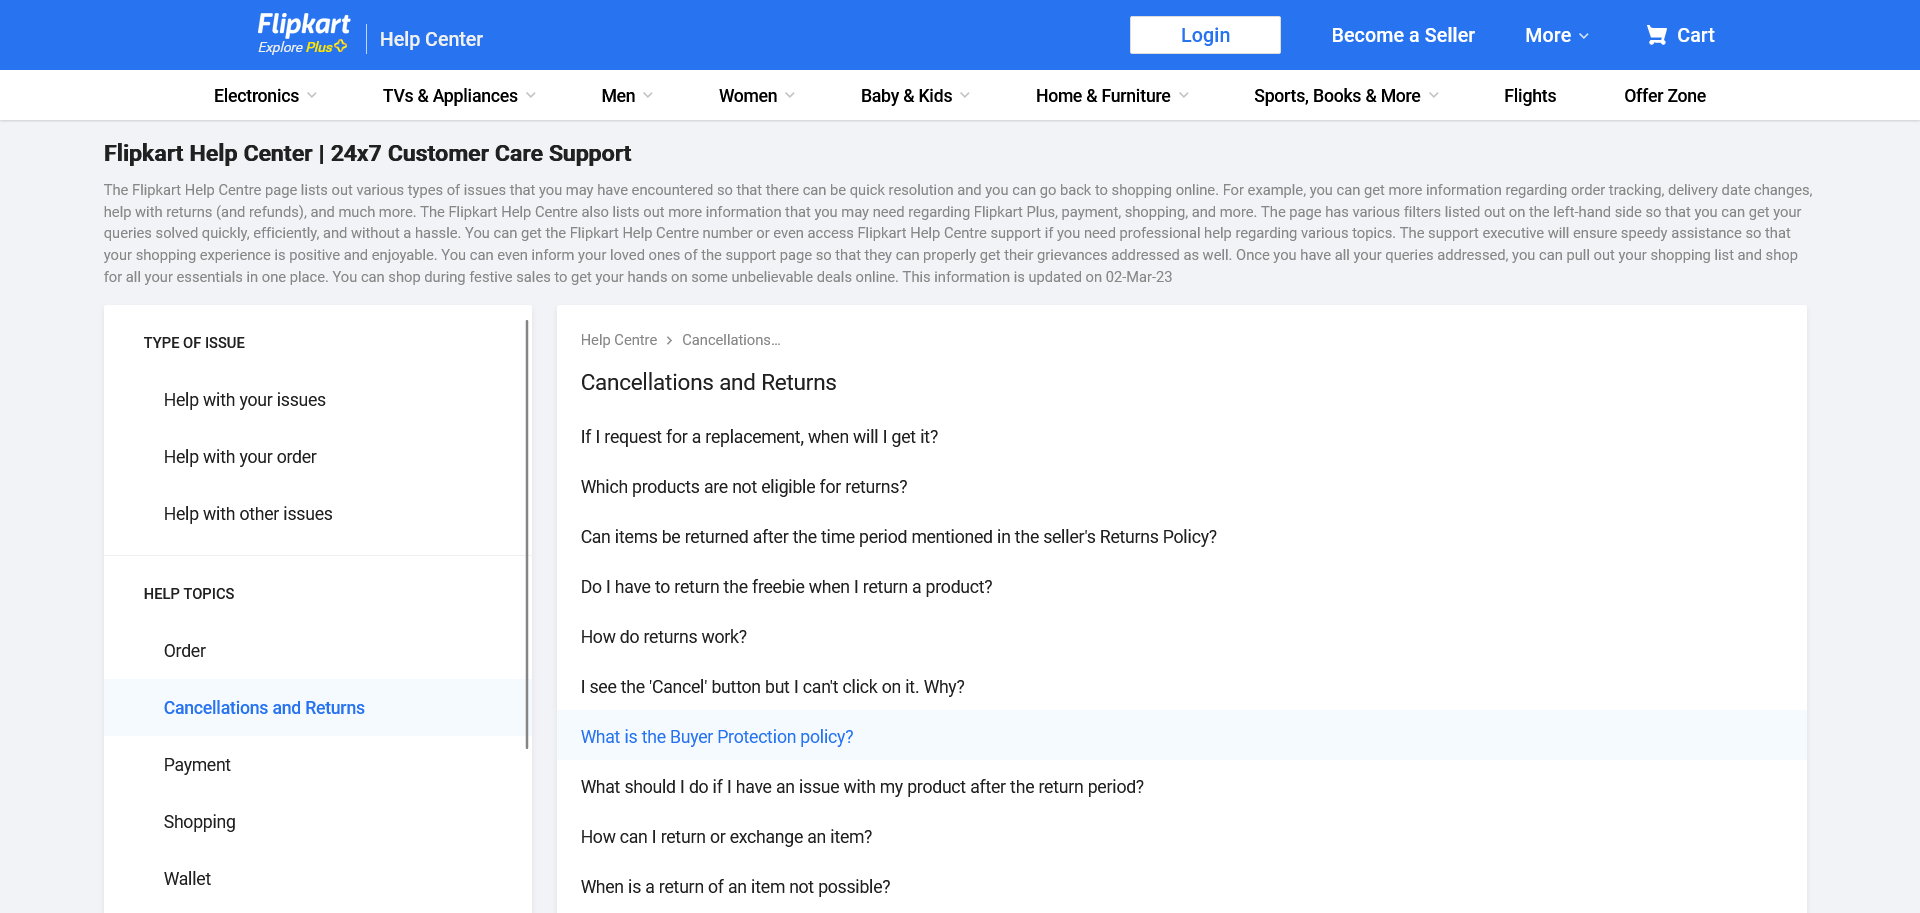 Flipkart
Explore Plus
Help Center
Login
Become a Seller
More
Cart
Electronics
TVs & Appliances
Men
Women
Baby & Kids
Home & Furniture
Sports, Books & More
Flights
Offer Zone
Flipkart Help Center | 24x7 Customer Care Support
The Flipkart Help Centre page lists out various types of issues that you may have encountered so that there can be quick resolution and you can go back to shopping online. For example, you can get more information regarding order tracking, delivery date changes,
help with returns (and refunds), and much more. The Flipkart Help Centre also lists out more information that you may need regarding Flipkart Plus, payment, shopping, and more. The page has various filters listed out on the left-hand side so that you can get your
queries solved quickly, efficiently, and without a hassle. You can get the Flipkart Help Centre number or even access Flipkart Help Centre support if you need professional help regarding various topics. The support executive will ensure speedy assistance so that
your shopping experience is positive and enjoyable. You can even inform your loved ones of the support page so that they can properly get their grievances addressed as well. Once you have all your queries addressed, you can pull out your shopping list and shop
for all your essentials in one place. You can shop during festive sales to get your hands on some unbelievable deals online. This information is updated on 02-Mar-23
TYPE OF ISSUE
Help with your issues
Help with your order
Help with other issues
HELP TOPICS
Order
Cancellations and Returns
Payment
Shopping
Wallet
Help Centre
Cancellations...
Cancellations and Returns
If I request for a replacement, when will I get it?
Which products are not eligible for returns?
Can items be returned after the time period mentioned in the seller's Returns Policy?
Do I have to return the freebie when I return a product?
How do returns work?
I see the 'Cancel' button but I can't click on it. Why?
What is the Buyer Protection policy?
What should I do if I have an issue with my product after the return period?
How can I return or exchange an item?
When is a return of an item not possible?